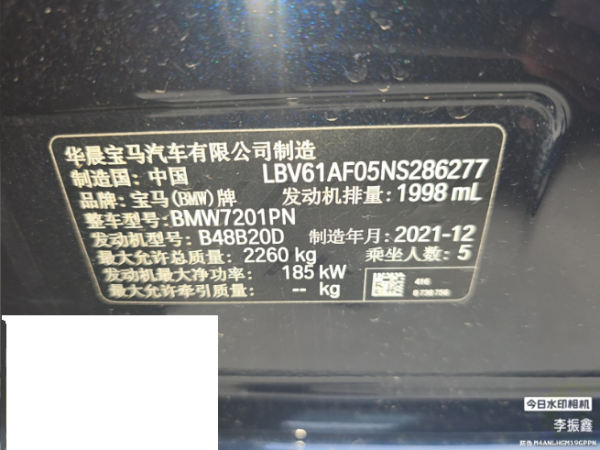 华晨宝马汽车有限公司制造
制造国: 中国 LBV61AF05NS286277
品牌: 宝马(BMW)牌 发动机排量: 1998 mL
整车型号: BMW7201PN
发动机型号: B48B20D 制造年月: 2021-12
最大允许总质量: 2260 kg 乘坐人数: 5
发动机最大净功率: 185 kW
最大允许牵引质量: -- kg
416
今日水印相机
李振鑫